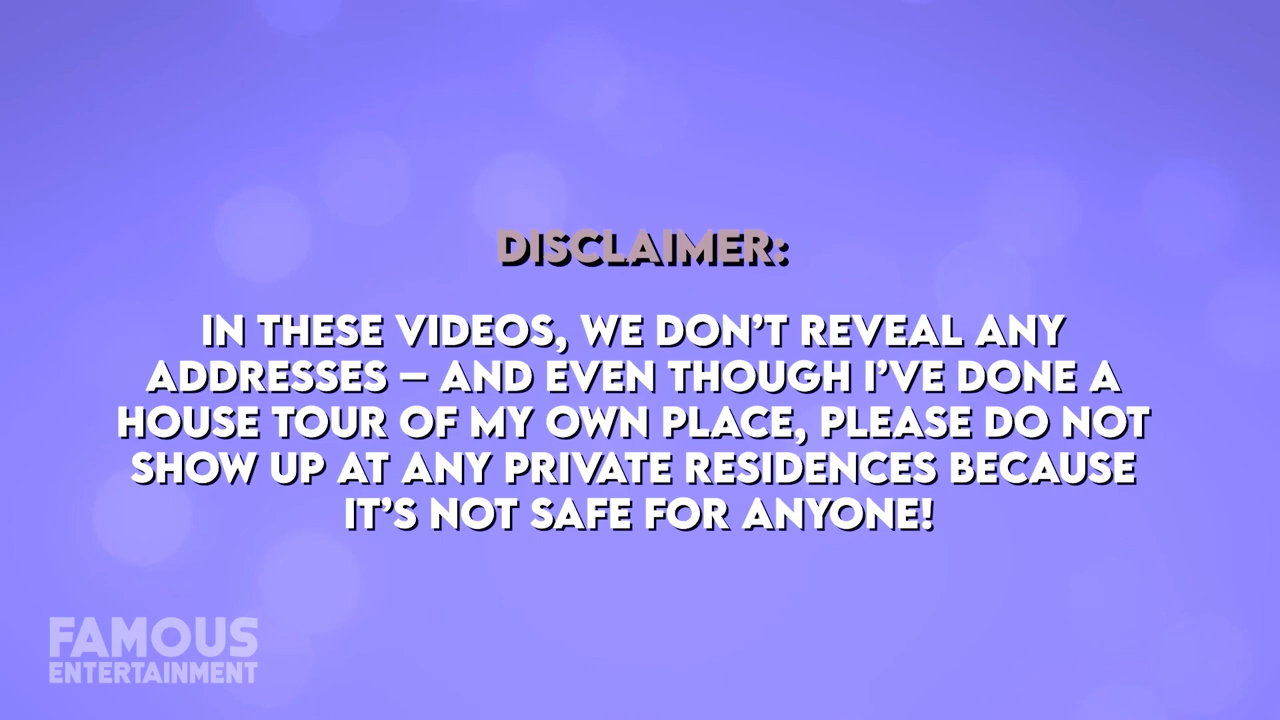 DISCLAIMER:
IN THESE VIDEOS, WE DON'T REVEAL ANY
ADDRESSES – AND EVEN THOUGH I'VE DONE A
HOUSE TOUR OF MY OWN PLACE, PLEASE DO NOT
SHOW UP AT ANY PRIVATE RESIDENCES BECAUSE
IT'S NOT SAFE FOR ANYONE!
FAMOUS
ENTERTAINMENT